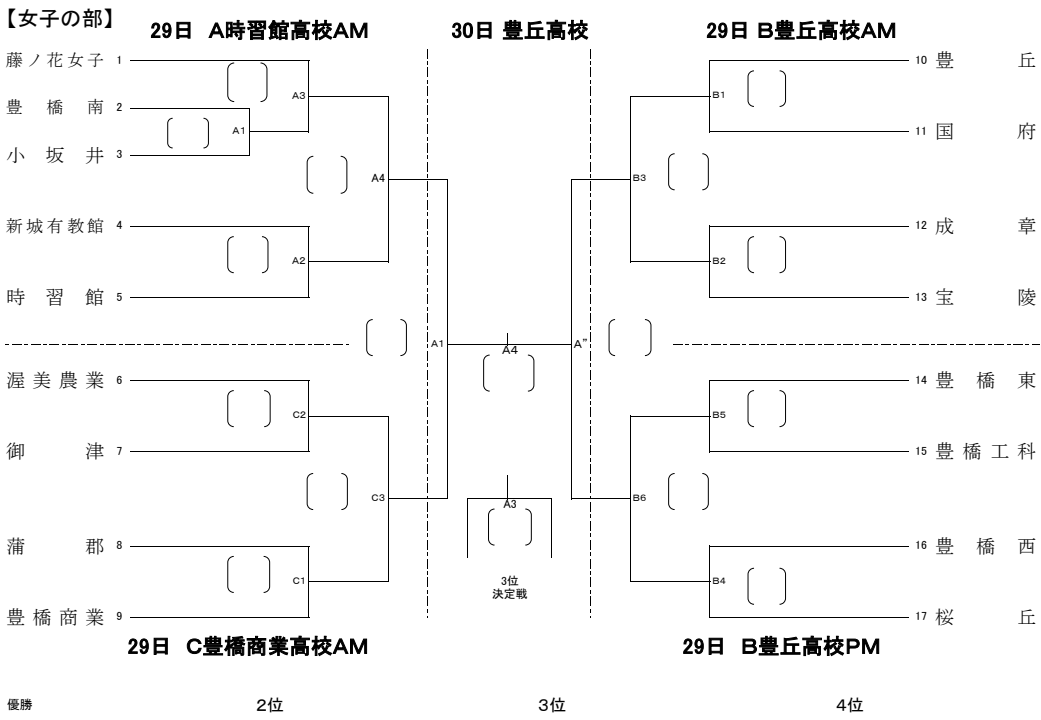 【女子の部】
29日 A時習館高校AM
30日 豊丘高校
29日 B豊丘高校AM
藤ノ花女子 1
豊橋南 2
小坂井 3
新城有教館 4
時習館 5
渥美農業 6
御津 7
蒲郡 8
豊橋商業 9
A3
A1
A4
A2
C2
C3
C1
A1
A4
A”
A3
3位
決定戦
B1
B3
B2
B5
B6
B4
10 豊丘
11 国府
12 成章
13 宝陵
14 豊橋東
15 豊橋工科
16 豊橋西
17 桜丘
29日 C豊橋商業高校AM
29日 B豊丘高校PM
優勝 2位 3位 4位